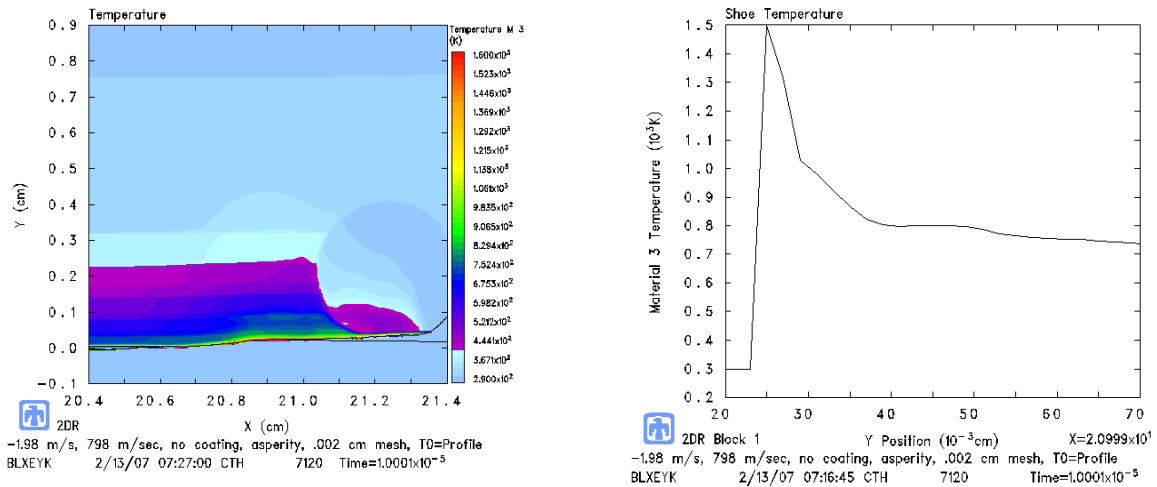 Temperature
Temperature M 3
(K)
0.9
0.8
0.7
0.6
0.5
0.4
0.3
0.2
0.1
0.0
-0.1
Y (cm)
1.600x10³
1.523x10³
1.446x10³
1.369x10³
1.292x10³
1.215x10³
1.138x10³
1.061x10³
9.835x10²
9.065x10²
8.294x10²
7.524x10²
6.753x10²
5.982x10²
5.212x10²
4.441x10²
3.671x10²
2.900x10²
20.4 20.6 20.8 21.0 21.2 21.4
X (cm)
2DR
-1.98 m/s, 798 m/sec, no coating, asperity, .002 cm mesh, T0=Profile
BLXEYK 2/13/07 07:27:00 CTH 7120 Time=1.0001x10⁻⁵
Shoe Temperature
1.5
1.4
1.3
1.2
1.1
1.0
0.9
0.8
0.7
0.6
0.5
0.4
0.3
0.2
Material 3 Temperature (10³K)
20 30 40 50 60 70
2DR Block 1 Y Position (10⁻³cm) X=2.0999x10¹
-1.98 m/s, 798 m/sec, no coating, asperity, .002 cm mesh, T0=Profile
BLXEYK 2/13/07 07:16:45 CTH 7120 Time=1.0001x10⁻⁵